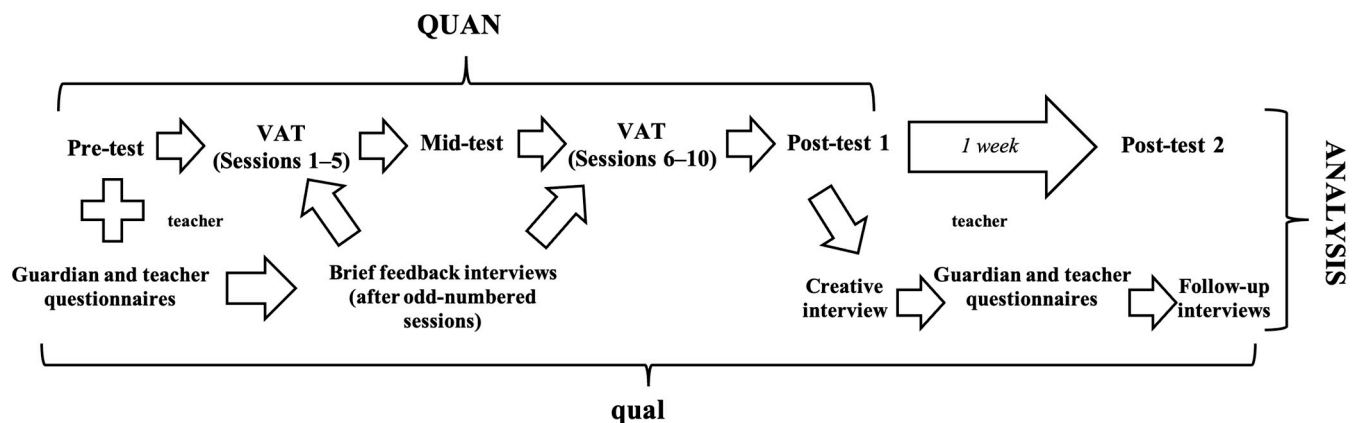 QUAN
Pre-test
VAT
(Sessions 1–5)
Mid-test
VAT
(Sessions 6–10)
Post-test 1
1 week
Post-test 2
teacher
teacher
Guardian and teacher
questionnaires
Brief feedback interviews
(after odd-numbered
sessions)
Creative
interview
Guardian and teacher
questionnaires
Follow-up
interviews
ANALYSIS
qual